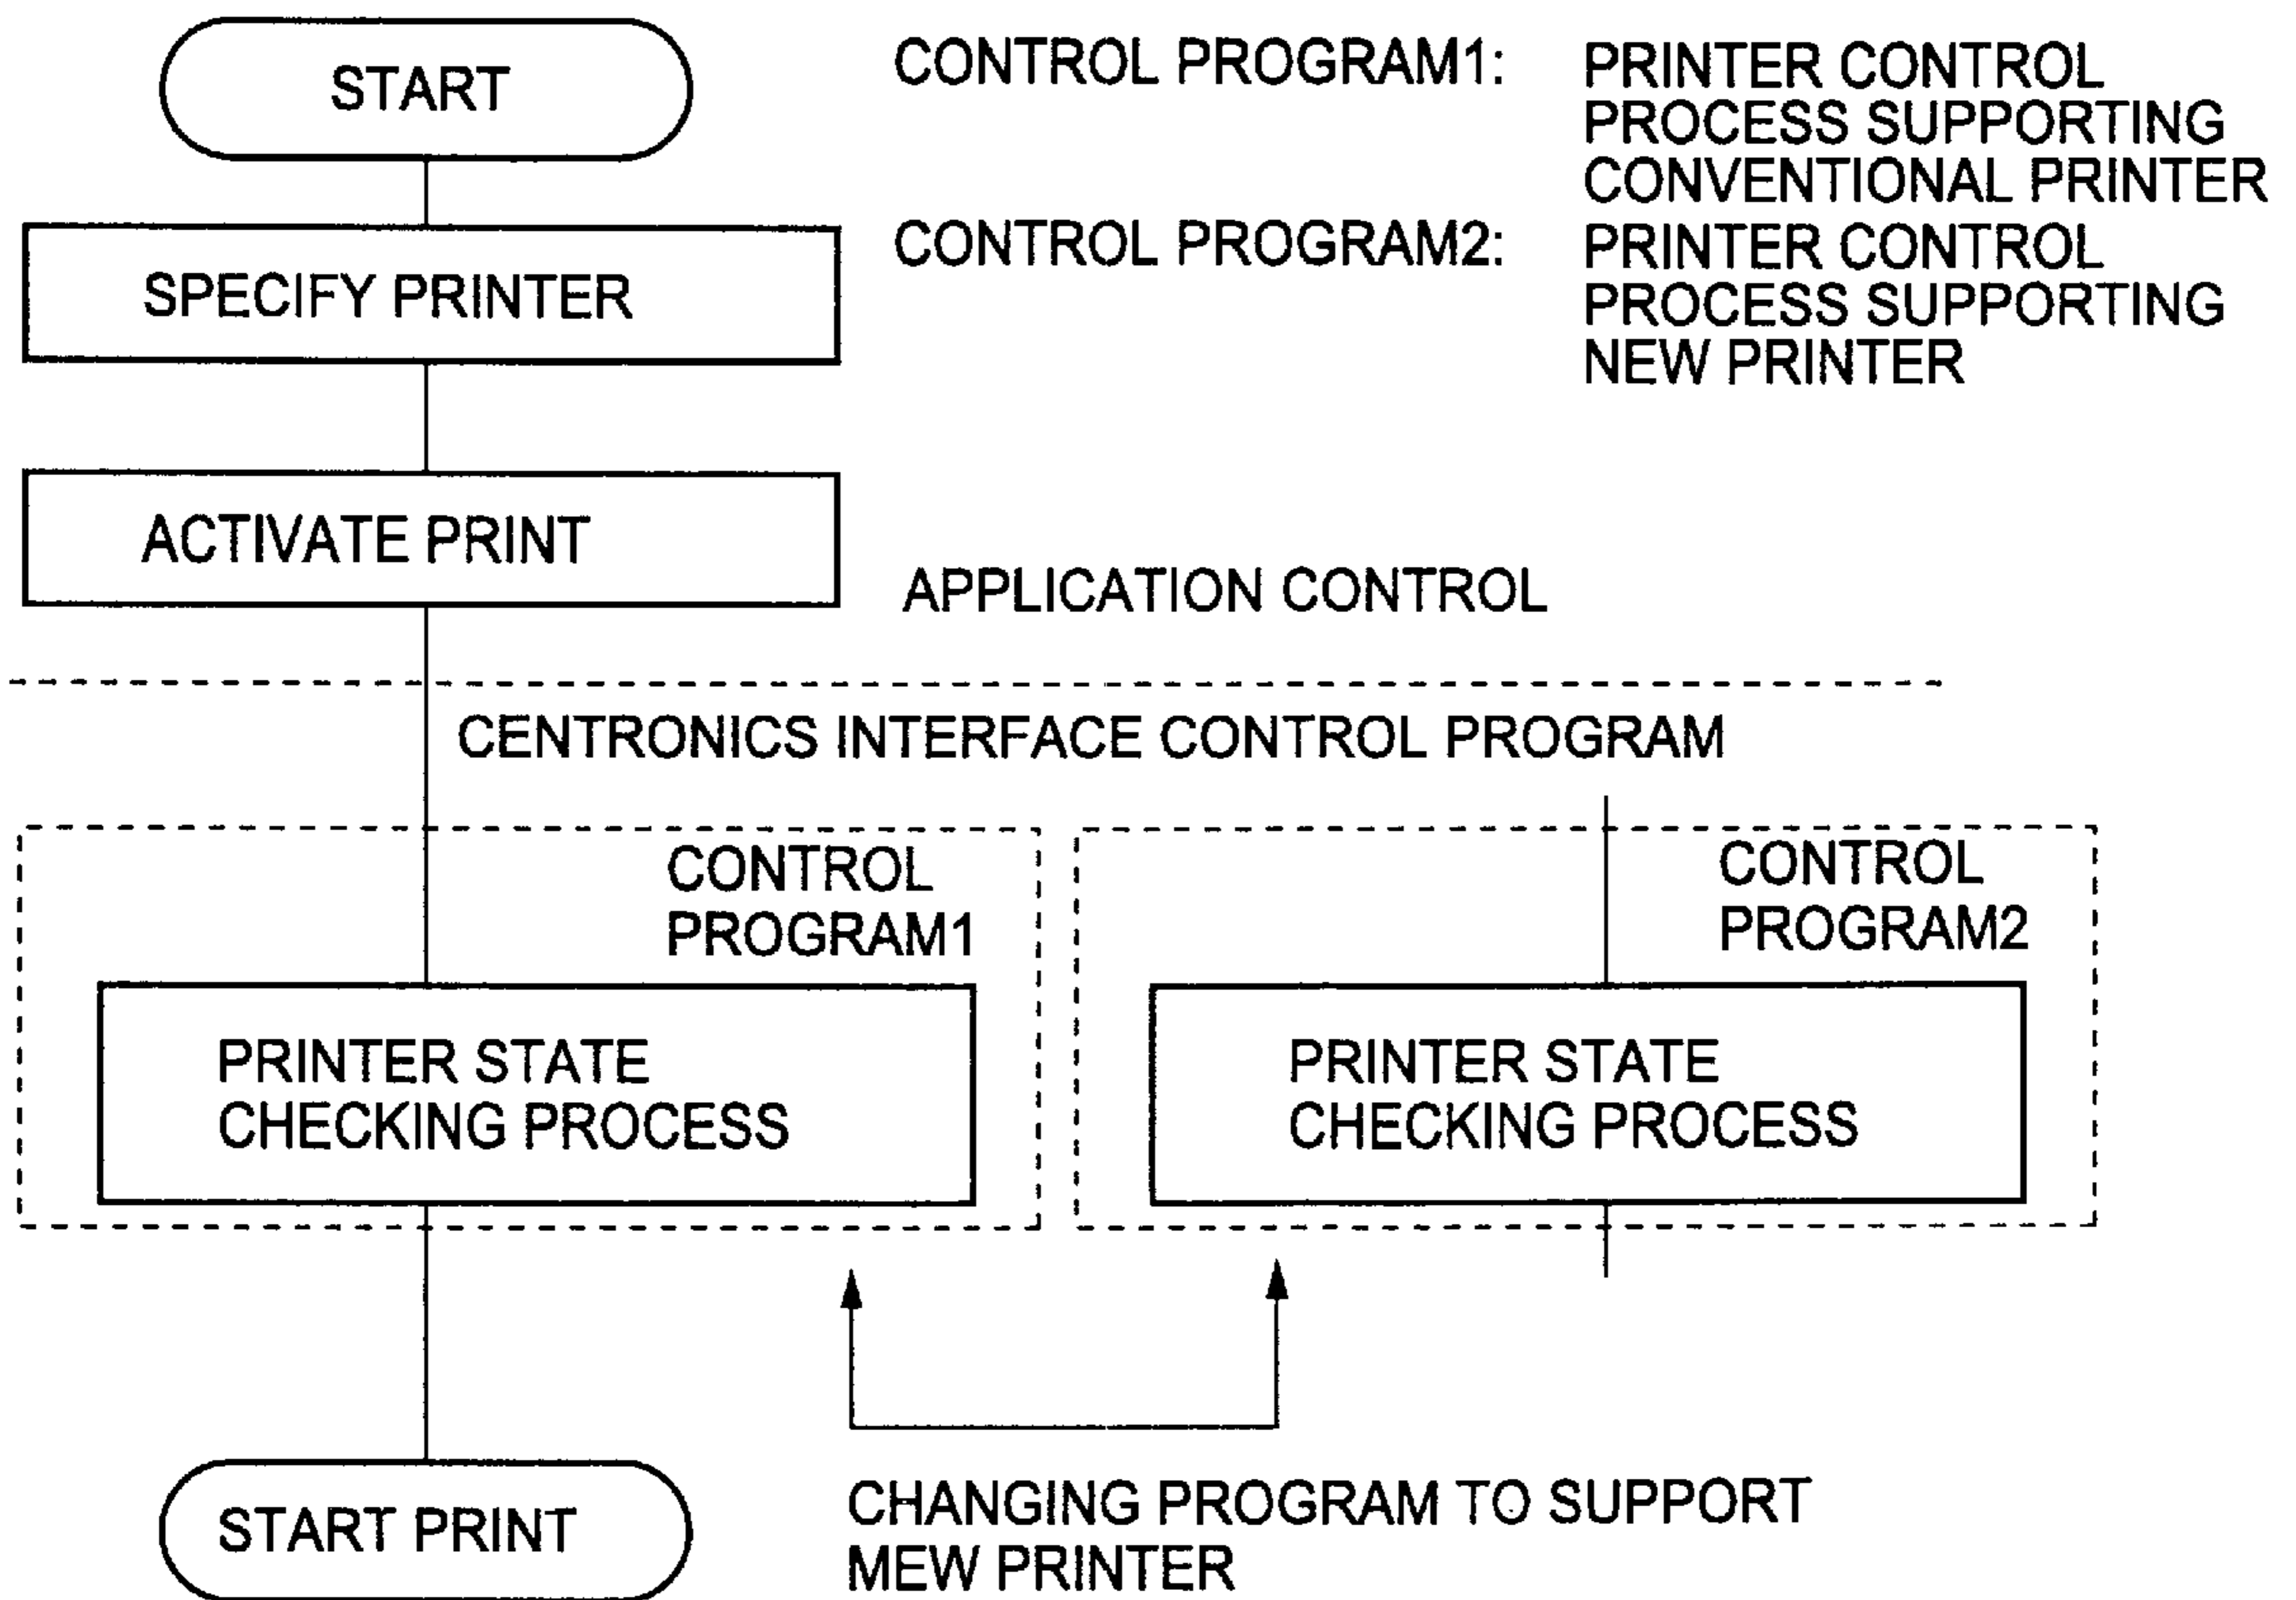 START
CONTROL PROGRAM1: PRINTER CONTROL
PROCESS SUPPORTING
CONVENTIONAL PRINTER
CONTROL PROGRAM2: PRINTER CONTROL
PROCESS SUPPORTING
NEW PRINTER
SPECIFY PRINTER
ACTIVATE PRINT
APPLICATION CONTROL
CENTRONICS INTERFACE CONTROL PROGRAM
CONTROL
PROGRAM1
PRINTER STATE
CHECKING PROCESS
CONTROL
PROGRAM2
PRINTER STATE
CHECKING PROCESS
START PRINT
CHANGING PROGRAM TO SUPPORT
MEW PRINTER